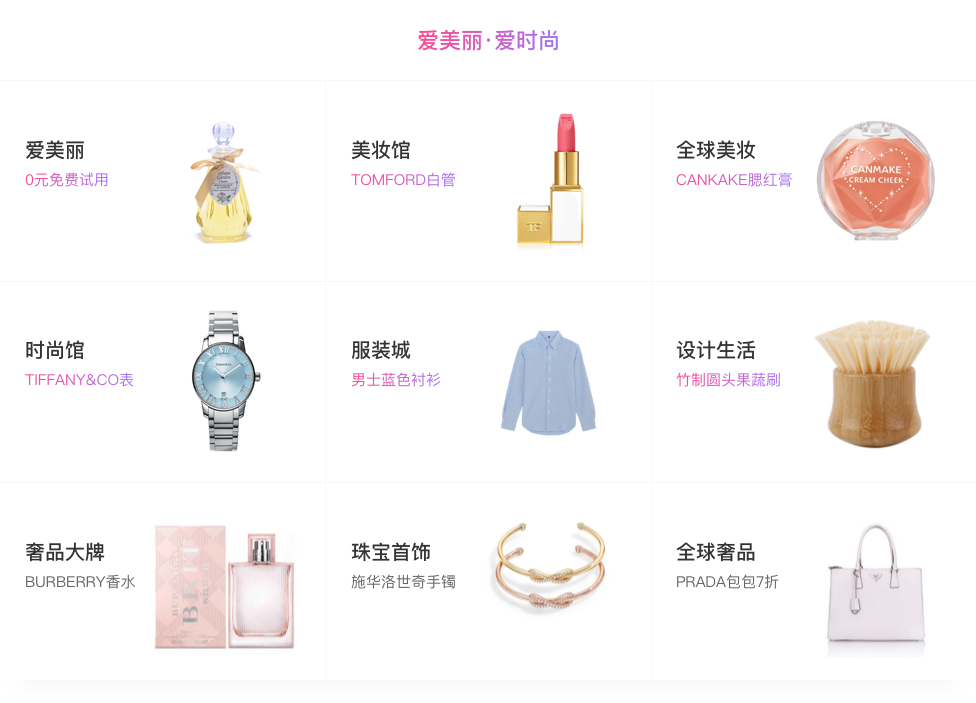 爱美丽·爱时尚
爱美丽
0元免费试用
美妆馆
TOMFORD白管
TF
全球美妆
CANKAKE腮红膏
CANMAKE
CREAM CHEEK
时尚馆
TIFFANY&CO表
服装城
男士蓝色衬衫
设计生活
竹制圆头果蔬刷
奢品大牌
BURBERRY香水
BRIT
珠宝首饰
施华洛世奇手镯
全球奢品
PRADA包包7折